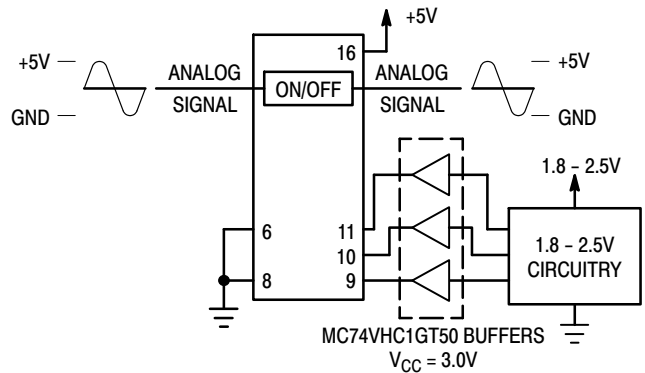 +5V
16
+5V
ANALOG
SIGNAL
GND
ON/OFF
ANALOG
SIGNAL
+5V
GND
1.8 – 2.5V
6
11
10
8
9
1.8 – 2.5V
CIRCUITRY
MC74VHC1GT50 BUFFERS
VCC = 3.0V